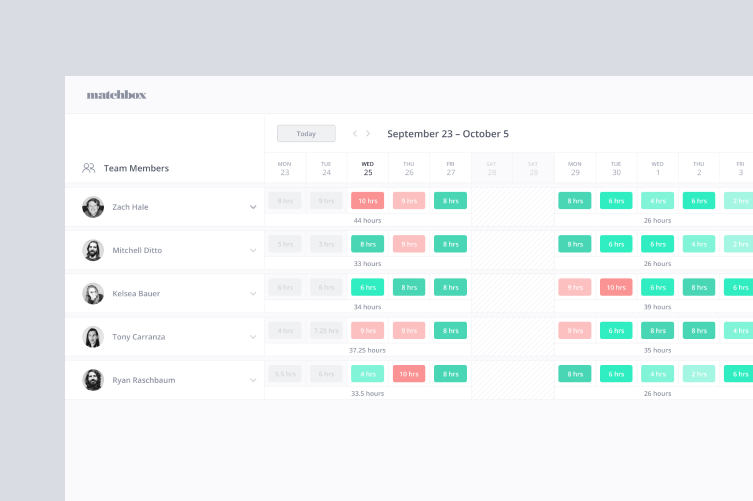 matchbox
Today < > September 23 – October 5
Team Members
MON TUE WED THU FRI SAT SAT MON TUE WED THU FRI
23 24 25 26 27 28 28 29 30 1 2 3
Zach Hale 9 hrs 9 hrs 10 hrs 9 hrs 8 hrs 8 hrs 6 hrs 4 hrs 6 hrs 2 hrs
44 hours 26 hours
Mitchell Ditto 5 hrs 3 hrs 8 hrs 9 hrs 8 hrs 8 hrs 6 hrs 6 hrs 4 hrs 2 hrs
33 hours 26 hours
Kelsea Bauer 6 hrs 6 hrs 6 hrs 8 hrs 8 hrs 9 hrs 10 hrs 6 hrs 8 hrs 6 hrs
34 hours 39 hours
Tony Carranza 4 hrs 7.25 hrs 9 hrs 9 hrs 8 hrs 9 hrs 6 hrs 8 hrs 8 hrs 4 hrs
37.25 hours 35 hours
Ryan Raschbaum 5.5 hrs 6 hrs 4 hrs 10 hrs 8 hrs 8 hrs 6 hrs 4 hrs 2 hrs 6 hrs
33.5 hours 26 hours